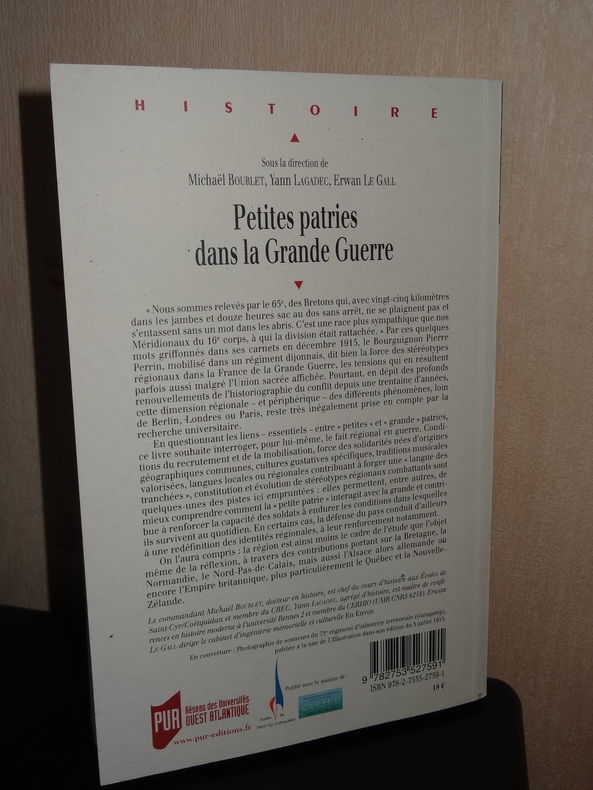 HISTOIRE
Sous la direction de
Michaël BOURLET, Yann LAGADEC, Erwan LE GALL
Petites patries
dans la Grande Guerre
« Nous sommes relevés par le 65e, des Bretons qui, avec vingt-cinq kilomètres
dans les jambes et douze heures sac au dos sans arrêt, ne se plaignent pas et
s'entassent sans un mot dans les abris. C'est une race plus sympathique que nos
Méridionaux du 16e corps, à qui la division était rattachée. » Par ces quelques
mots griffonnés dans ses carnets en décembre 1915, le Bourguignon Pierre
Perrin, mobilisé dans un régiment dijonnais, dit bien la force des stéréotypes
régionaux dans la France de la Grande Guerre, les tensions qui en résultent
parfois aussi malgré l'Union sacrée affichée. Pourtant, en dépit des profonds
renouvellements de l'historiographie du conflit depuis une trentaine d'années,
cette dimension régionale – et périphérique – des différents phénomènes, loin
de Berlin, Londres ou Paris, reste très inégalement prise en compte par la
recherche universitaire.
En questionnant les liens – essentiels – entre « petites » et « grande » patries,
ce livre souhaite interroger, pour lui-même, le fait régional en guerre. Condi-
tions du recrutement et de la mobilisation, force des solidarités nées d'origines
géographiques communes, cultures gustatives spécifiques, traditions musicales
valorisées, langues locales ou régionales contribuant à forger une « langue des
tranchées », constitution et évolution de stéréotypes régionaux combattants sont
quelques-unes des pistes ici empruntées : elles permettent, entre autres, de
mieux comprendre comment la « petite patrie » interagit avec la grande et contri-
bue à renforcer la capacité des soldats à endurer les conditions dans lesquelles
ils survivent au quotidien. En certains cas, la défense du pays conduit d'ailleurs
à une redéfinition des identités régionales, à leur renforcement notamment.
On l'aura compris : la région est ainsi moins le cadre de l'étude que l'objet
même de la réflexion, à travers des contributions portant sur la Bretagne, la
Normandie, le Nord-Pas-de-Calais, mais aussi l'Alsace alors allemande ou
encore l'Empire britannique, plus particulièrement le Québec et la Nouvelle-
Zélande.
Le commandant Michaël BOURLET, docteur en histoire, est chef du cours d'histoire aux Écoles de
Saint-Cyr/Coëtquidan et membre du CREC. Yann LAGADEC, agrégé d'histoire, est maître de confé-
rences en histoire moderne à l'université Rennes 2 et membre du CERHIO (UMR CNRS 6258). Erwan
LE GALL dirige le cabinet d'ingénierie mémorielle et culturelle En Envor.
En couverture : Photographie de sonneurs du 73e régiment d'infanterie territoriale (Guingamp),
publiée à la une de L'Illustration dans son édition du 3 juillet 1915.
Publié avec le soutien de :
PUR
Réseau des Universités
OUEST ATLANTIQUE
www.pur-editions.fr
9 782753 527591
ISBN 978-2-7535-2759-1
18 €